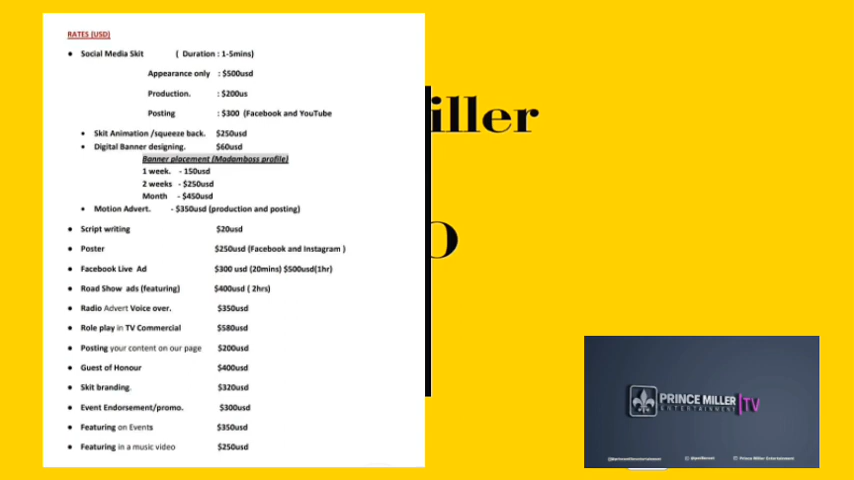 RATES (USD)
● Social Media Skit ( Duration : 1-5mins)
Appearance only : $500usd
Production. : $200us
Posting : $300 (Facebook and YouTube
• Skit Animation /squeeze back. $250usd
• Digital Banner designing. $60usd
Banner placement (Madamboss profile)
1 week. - 150usd
2 weeks - $250usd
Month - $450usd
• Motion Advert. - $350usd (production and posting)
● Script writing $20usd
● Poster $250usd (Facebook and Instagram )
● Facebook Live Ad $300 usd (20mins) $500usd(1hr)
● Road Show ads (featuring) $400usd ( 2hrs)
● Radio Advert Voice over. $350usd
● Role play in TV Commercial $580usd
● Posting your content on our page $200usd
● Guest of Honour $400usd
● Skit branding. $320usd
● Event Endorsement/promo. $300usd
● Featuring on Events $350usd
● Featuring in a music video $250usd
iller
o
PRINCE MILLER TV
ENTERTAINMENT
Prince Miller Entertainment